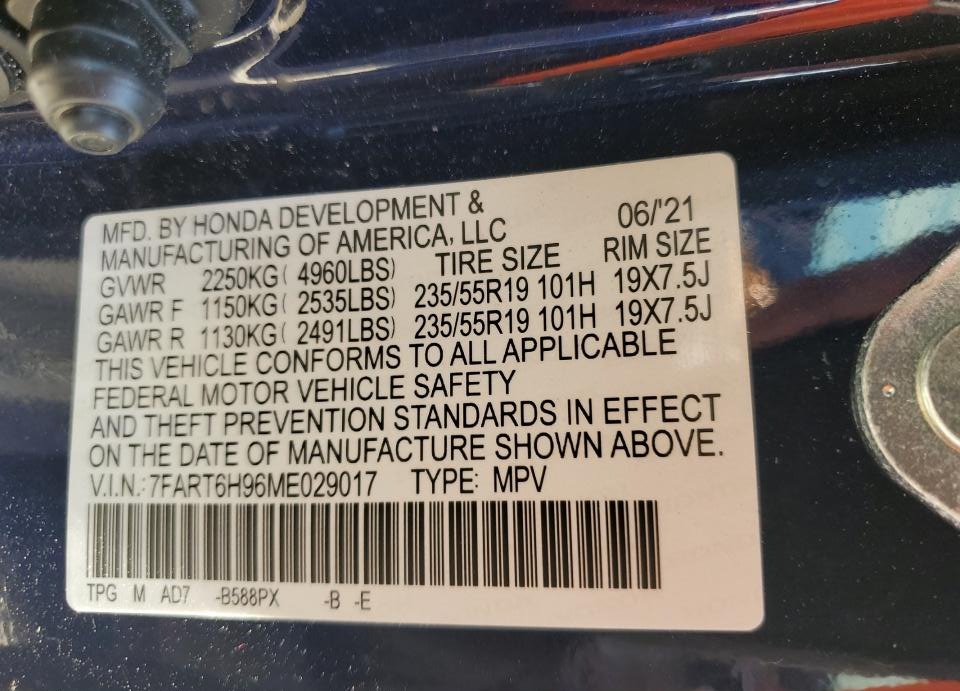 MFD. BY HONDA DEVELOPMENT &
MANUFACTURING OF AMERICA, LLC 06/'21
GVWR 2250KG( 4960LBS) TIRE SIZE RIM SIZE
GAWR F 1150KG( 2535LBS) 235/55R19 101H 19X7.5J
GAWR R 1130KG( 2491LBS) 235/55R19 101H 19X7.5J
THIS VEHICLE CONFORMS TO ALL APPLICABLE
FEDERAL MOTOR VEHICLE SAFETY
AND THEFT PREVENTION STANDARDS IN EFFECT
ON THE DATE OF MANUFACTURE SHOWN ABOVE.
V.I.N.:7FART6H96ME029017 TYPE: MPV
TPG M AD7 -B588PX -B -E